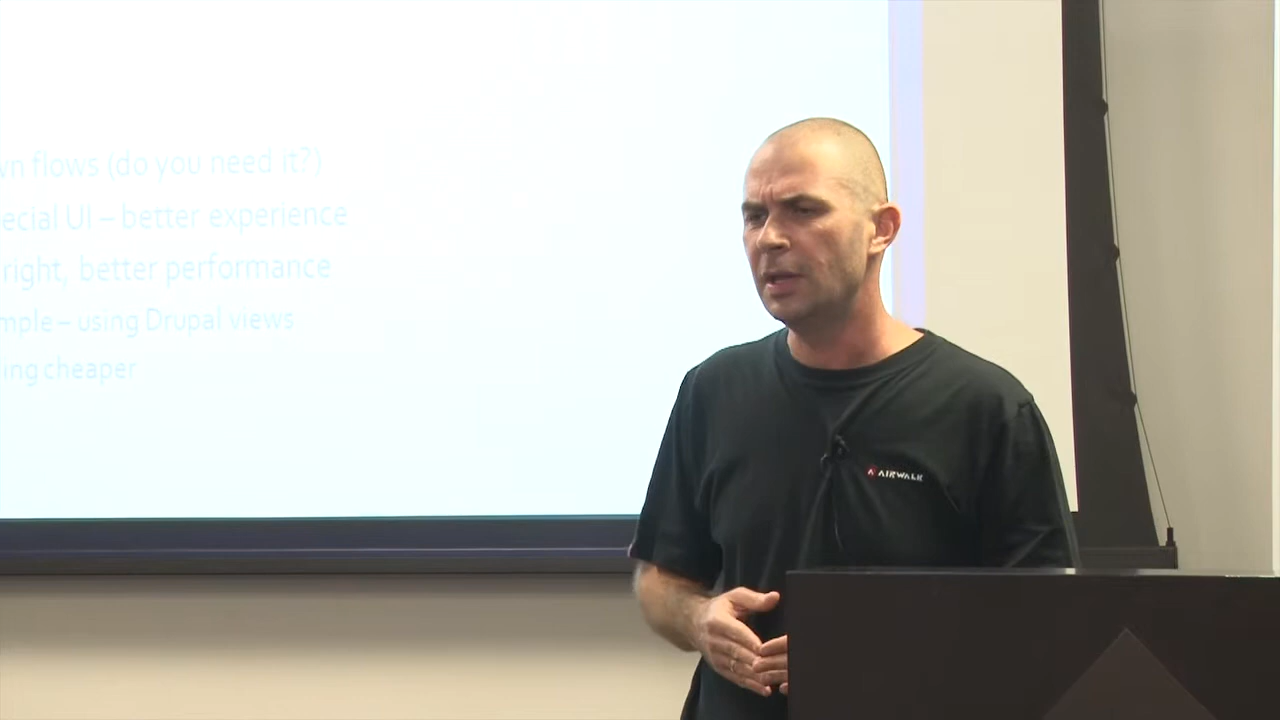 wn flows (do you need it?)
ecial UI – better experience
right, better performance
mple – using Drupal views
ing cheaper
AIRWALK